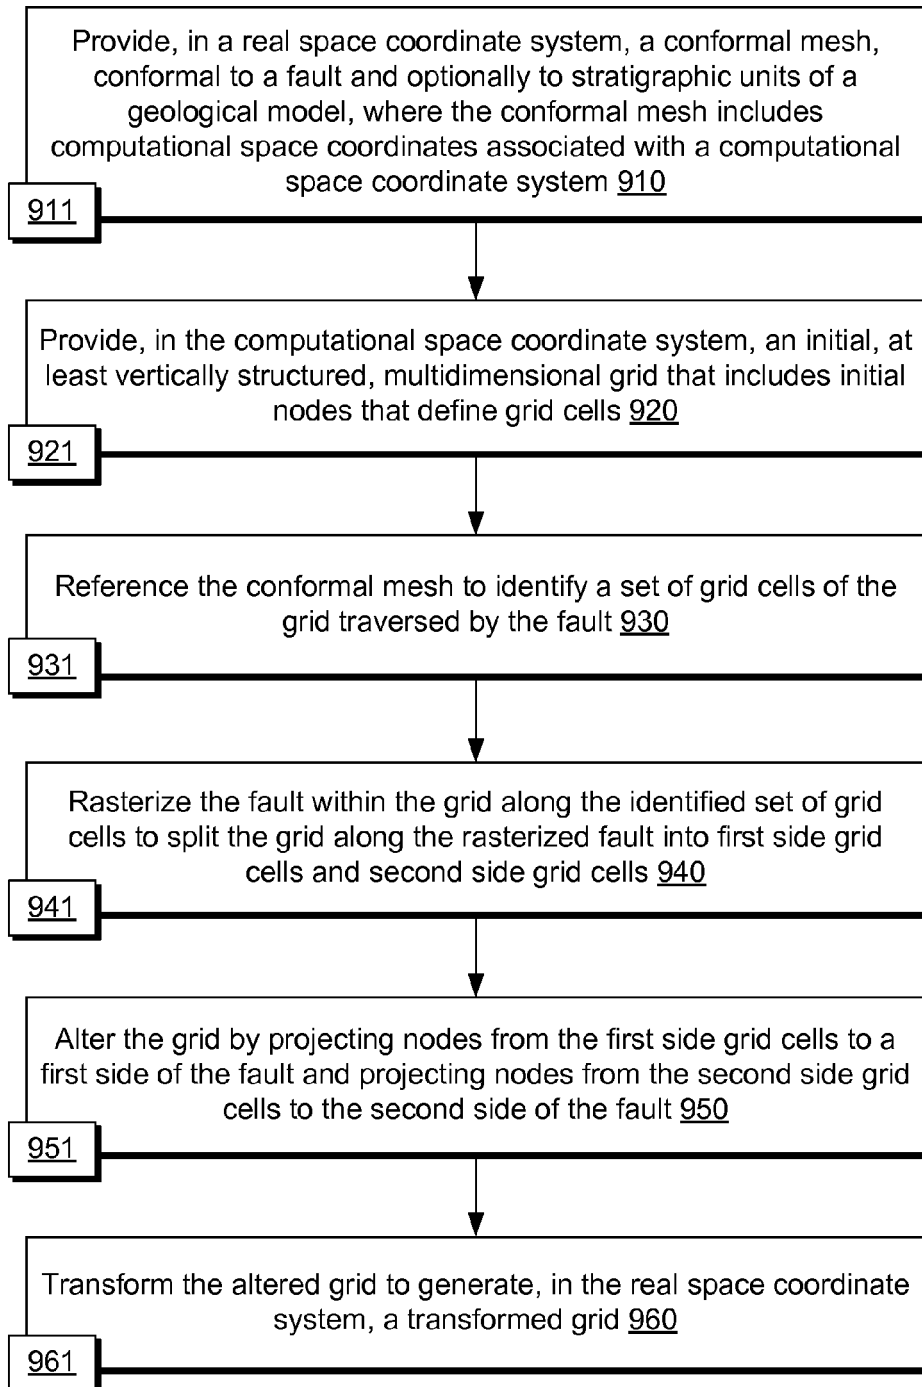 Provide, in a real space coordinate system, a conformal mesh,
conformal to a fault and optionally to stratigraphic units of a
geological model, where the conformal mesh includes
computational space coordinates associated with a computational
space coordinate system 910
911
Provide, in the computational space coordinate system, an initial, at
least vertically structured, multidimensional grid that includes initial
nodes that define grid cells 920
921
Reference the conformal mesh to identify a set of grid cells of the
grid traversed by the fault 930
931
Rasterize the fault within the grid along the identified set of grid
cells to split the grid along the rasterized fault into first side grid
cells and second side grid cells 940
941
Alter the grid by projecting nodes from the first side grid cells to a
first side of the fault and projecting nodes from the second side grid
cells to the second side of the fault 950
951
Transform the altered grid to generate, in the real space coordinate
system, a transformed grid 960
961